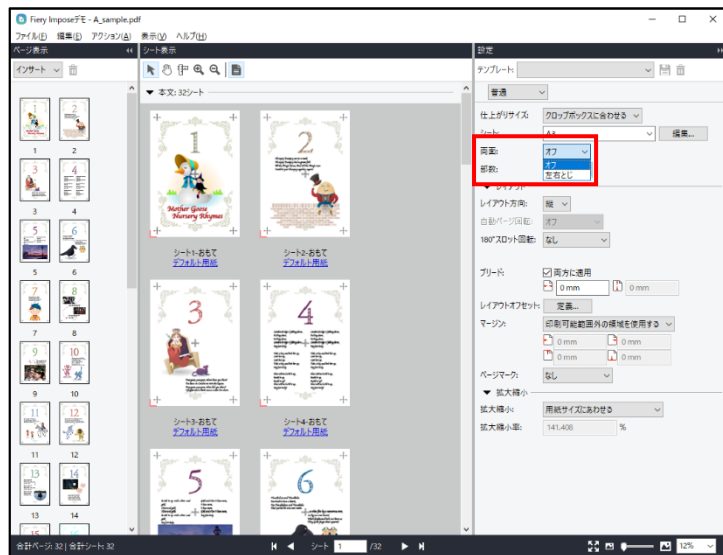 Fiery Imposeデモ - A_sample.pdf
ファイル(F) 編集(E) アクション(A) 表示(V) ヘルプ(H)
ページ表示
シート表示
設定
インサート
テンプレート:
本文: 32シート
普通
仕上がりサイズ: クロップボックスに合わせる
シート: A3 編集...
両面: オフ
オフ
左右とじ
部数:
レイアウト
レイアウト方向: 縦
自動ページ回転: オフ
180°スロット回転: なし
ブリード: 両方に適用
0 mm 0 mm
レイアウトオフセット: 定義...
マージン: 印刷可能範囲外の領域を使用する
0 mm 0 mm
0 mm 0 mm
ページマーク: なし
拡大縮小
拡大縮小: 用紙サイズにあわせる
拡大縮小率: 141.408 %
1 2
3 4
5 6
7 8
9 10
11 12
13 14
1
Mother Goose
Nursery Rhymes
シート1-おもて
デフォルト用紙
2
シート2-おもて
デフォルト用紙
3
シート3-おもて
デフォルト用紙
4
シート4-おもて
デフォルト用紙
5
6
合計ページ: 32 | 合計シート: 32
シート 1 /32
12%